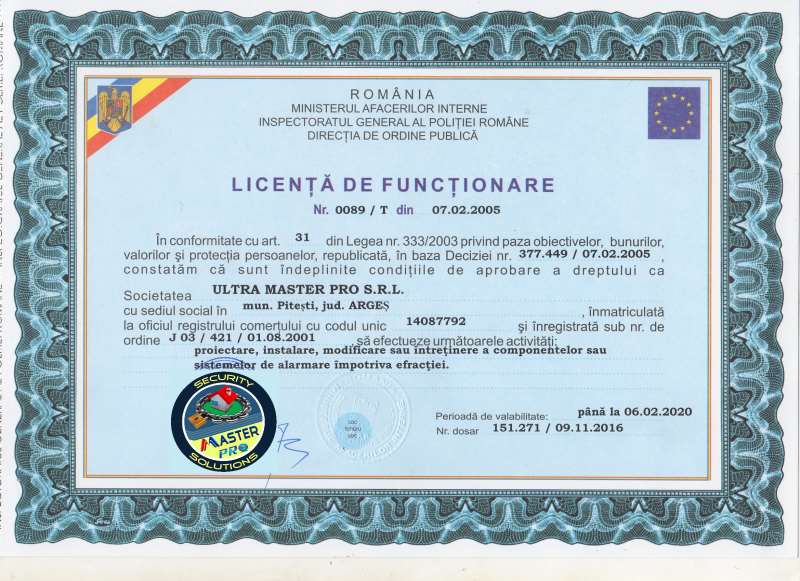 ROMÂNIA
MINISTERUL AFACERILOR INTERNE
INSPECTORATUL GENERAL AL POLIȚIEI ROMÂNE
DIRECȚIA DE ORDINE PUBLICĂ
LICENȚĂ DE FUNCȚIONARE
Nr. 0089 / T din 07.02.2005
În conformitate cu art. 31 din Legea nr. 333/2003 privind paza obiectivelor, bunurilor,
valorilor și protecția persoanelor, republicată, în baza Deciziei nr. 377.449 / 07.02.2005 ,
constatăm că sunt îndeplinite condițiile de aprobare a dreptului ca
Societatea ULTRA MASTER PRO S.R.L.
cu sediul social în mun. Pitești, jud. ARGEȘ , înmatriculată
la oficiul registrului comerțului cu codul unic 14087792 și înregistrată sub nr. de
ordine J 03 / 421 / 01.08.2001 să efectueze următoarele activități:
proiectare, instalare, modificare sau întreținere a componentelor sau
sistemelor de alarmare împotriva efracției.
SECURITY
MASTER
PRO
SOLUTIONS
Perioadă de valabilitate: până la 06.02.2020
Nr. dosar 151.271 / 09.11.2016